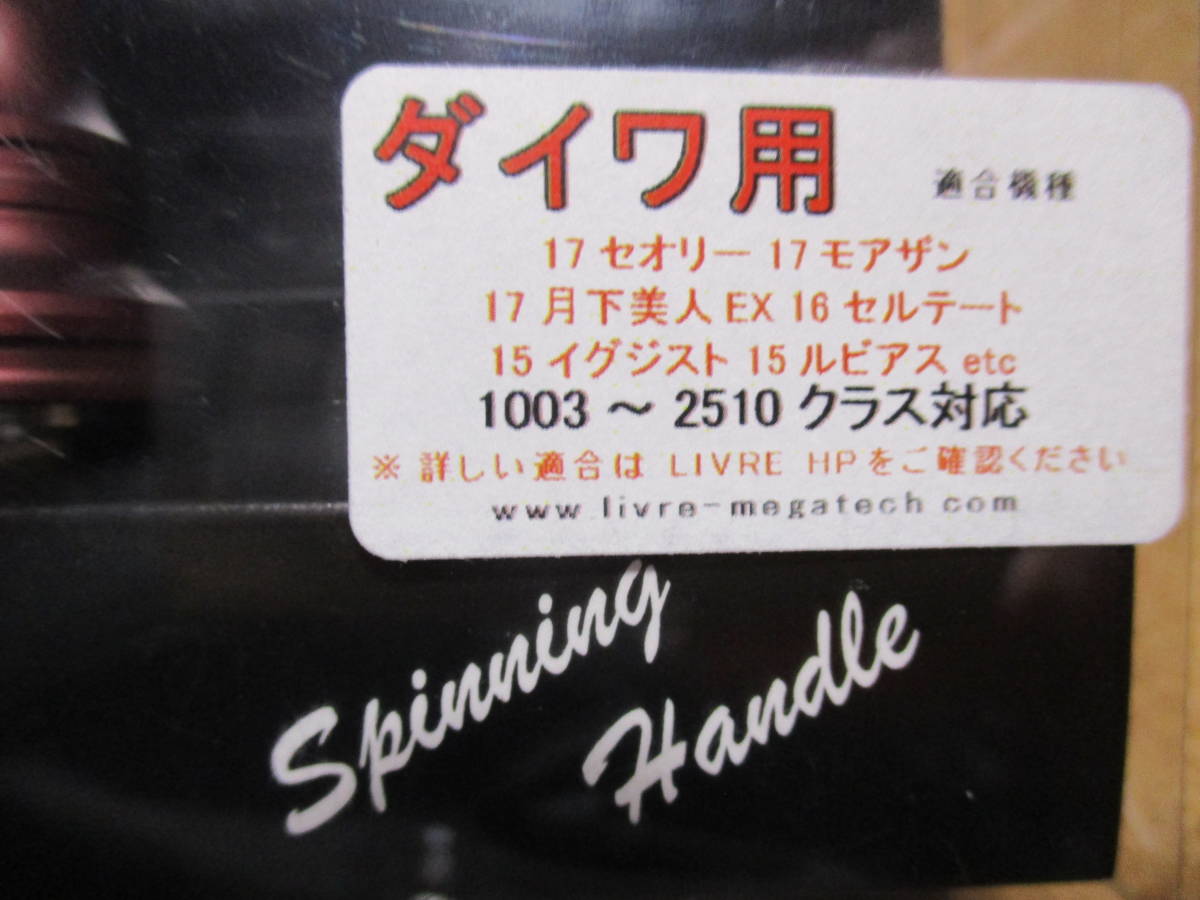 ダイワ用 適合機種
17 セオリー 17 モアザン
17 月下美人 EX 16 セルテート
15 イグジスト 15 ルビアス etc
1003 ～ 2510 クラス対応
※ 詳しい適合は LIVRE HPをご確認ください
www.livre-megatech.com
Spinning
Handle